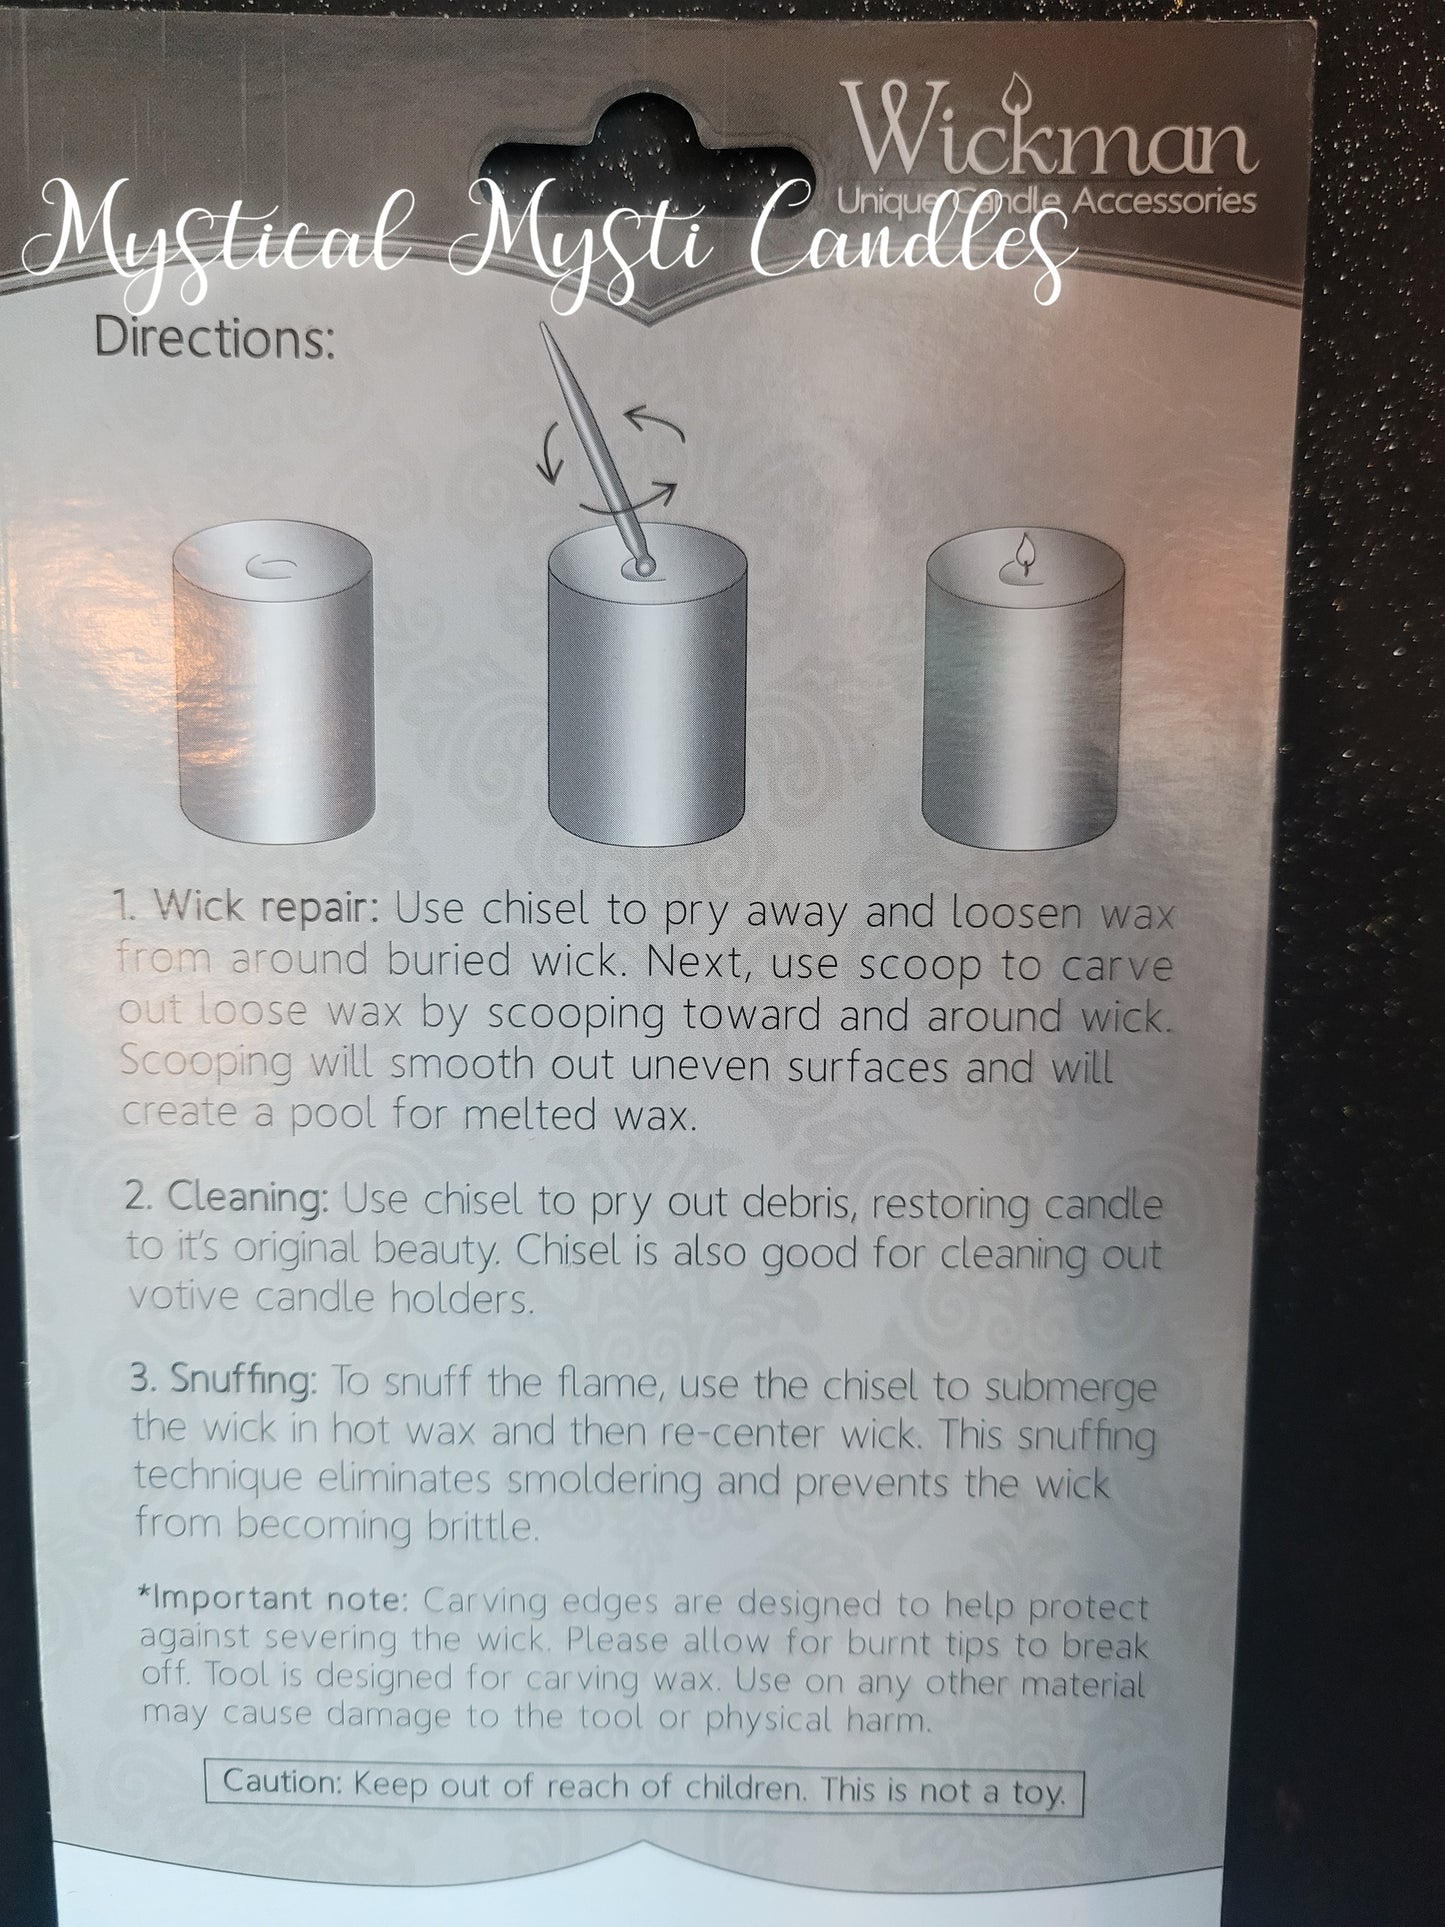 Wickman
Unique Candle Accessories
Mystical Mysti Candles
Directions:
1. Wick repair: Use chisel to pry away and loosen wax
from around buried wick. Next, use scoop to carve
out loose wax by scooping toward and around wick.
Scooping will smooth out uneven surfaces and will
create a pool for melted wax.
2. Cleaning: Use chisel to pry out debris, restoring candle
to it's original beauty. Chisel is also good for cleaning out
votive candle holders.
3. Snuffing: To snuff the flame, use the chisel to submerge
the wick in hot wax and then re-center wick. This snuffing
technique eliminates smoldering and prevents the wick
from becoming brittle.
*Important note: Carving edges are designed to help protect
against severing the wick. Please allow for burnt tips to break
off. Tool is designed for carving wax. Use on any other material
may cause damage to the tool or physical harm.
Caution: Keep out of reach of children. This is not a toy.